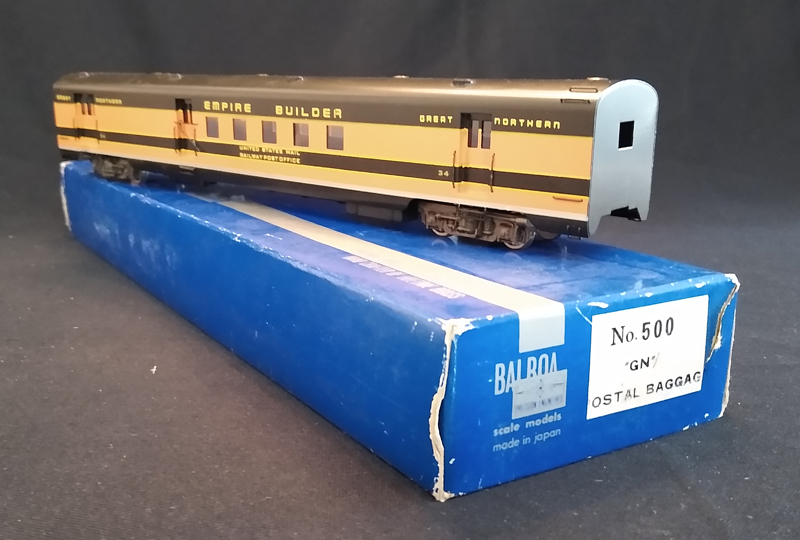 GREAT NORTHERN
EMPIRE BUILDER
GREAT NORTHERN
UNITED STATES MAIL
RAILWAY POST OFFICE
34
No. 500
"GN"
OSTAL BAGGAG
BALBOA
scale models
made in japan